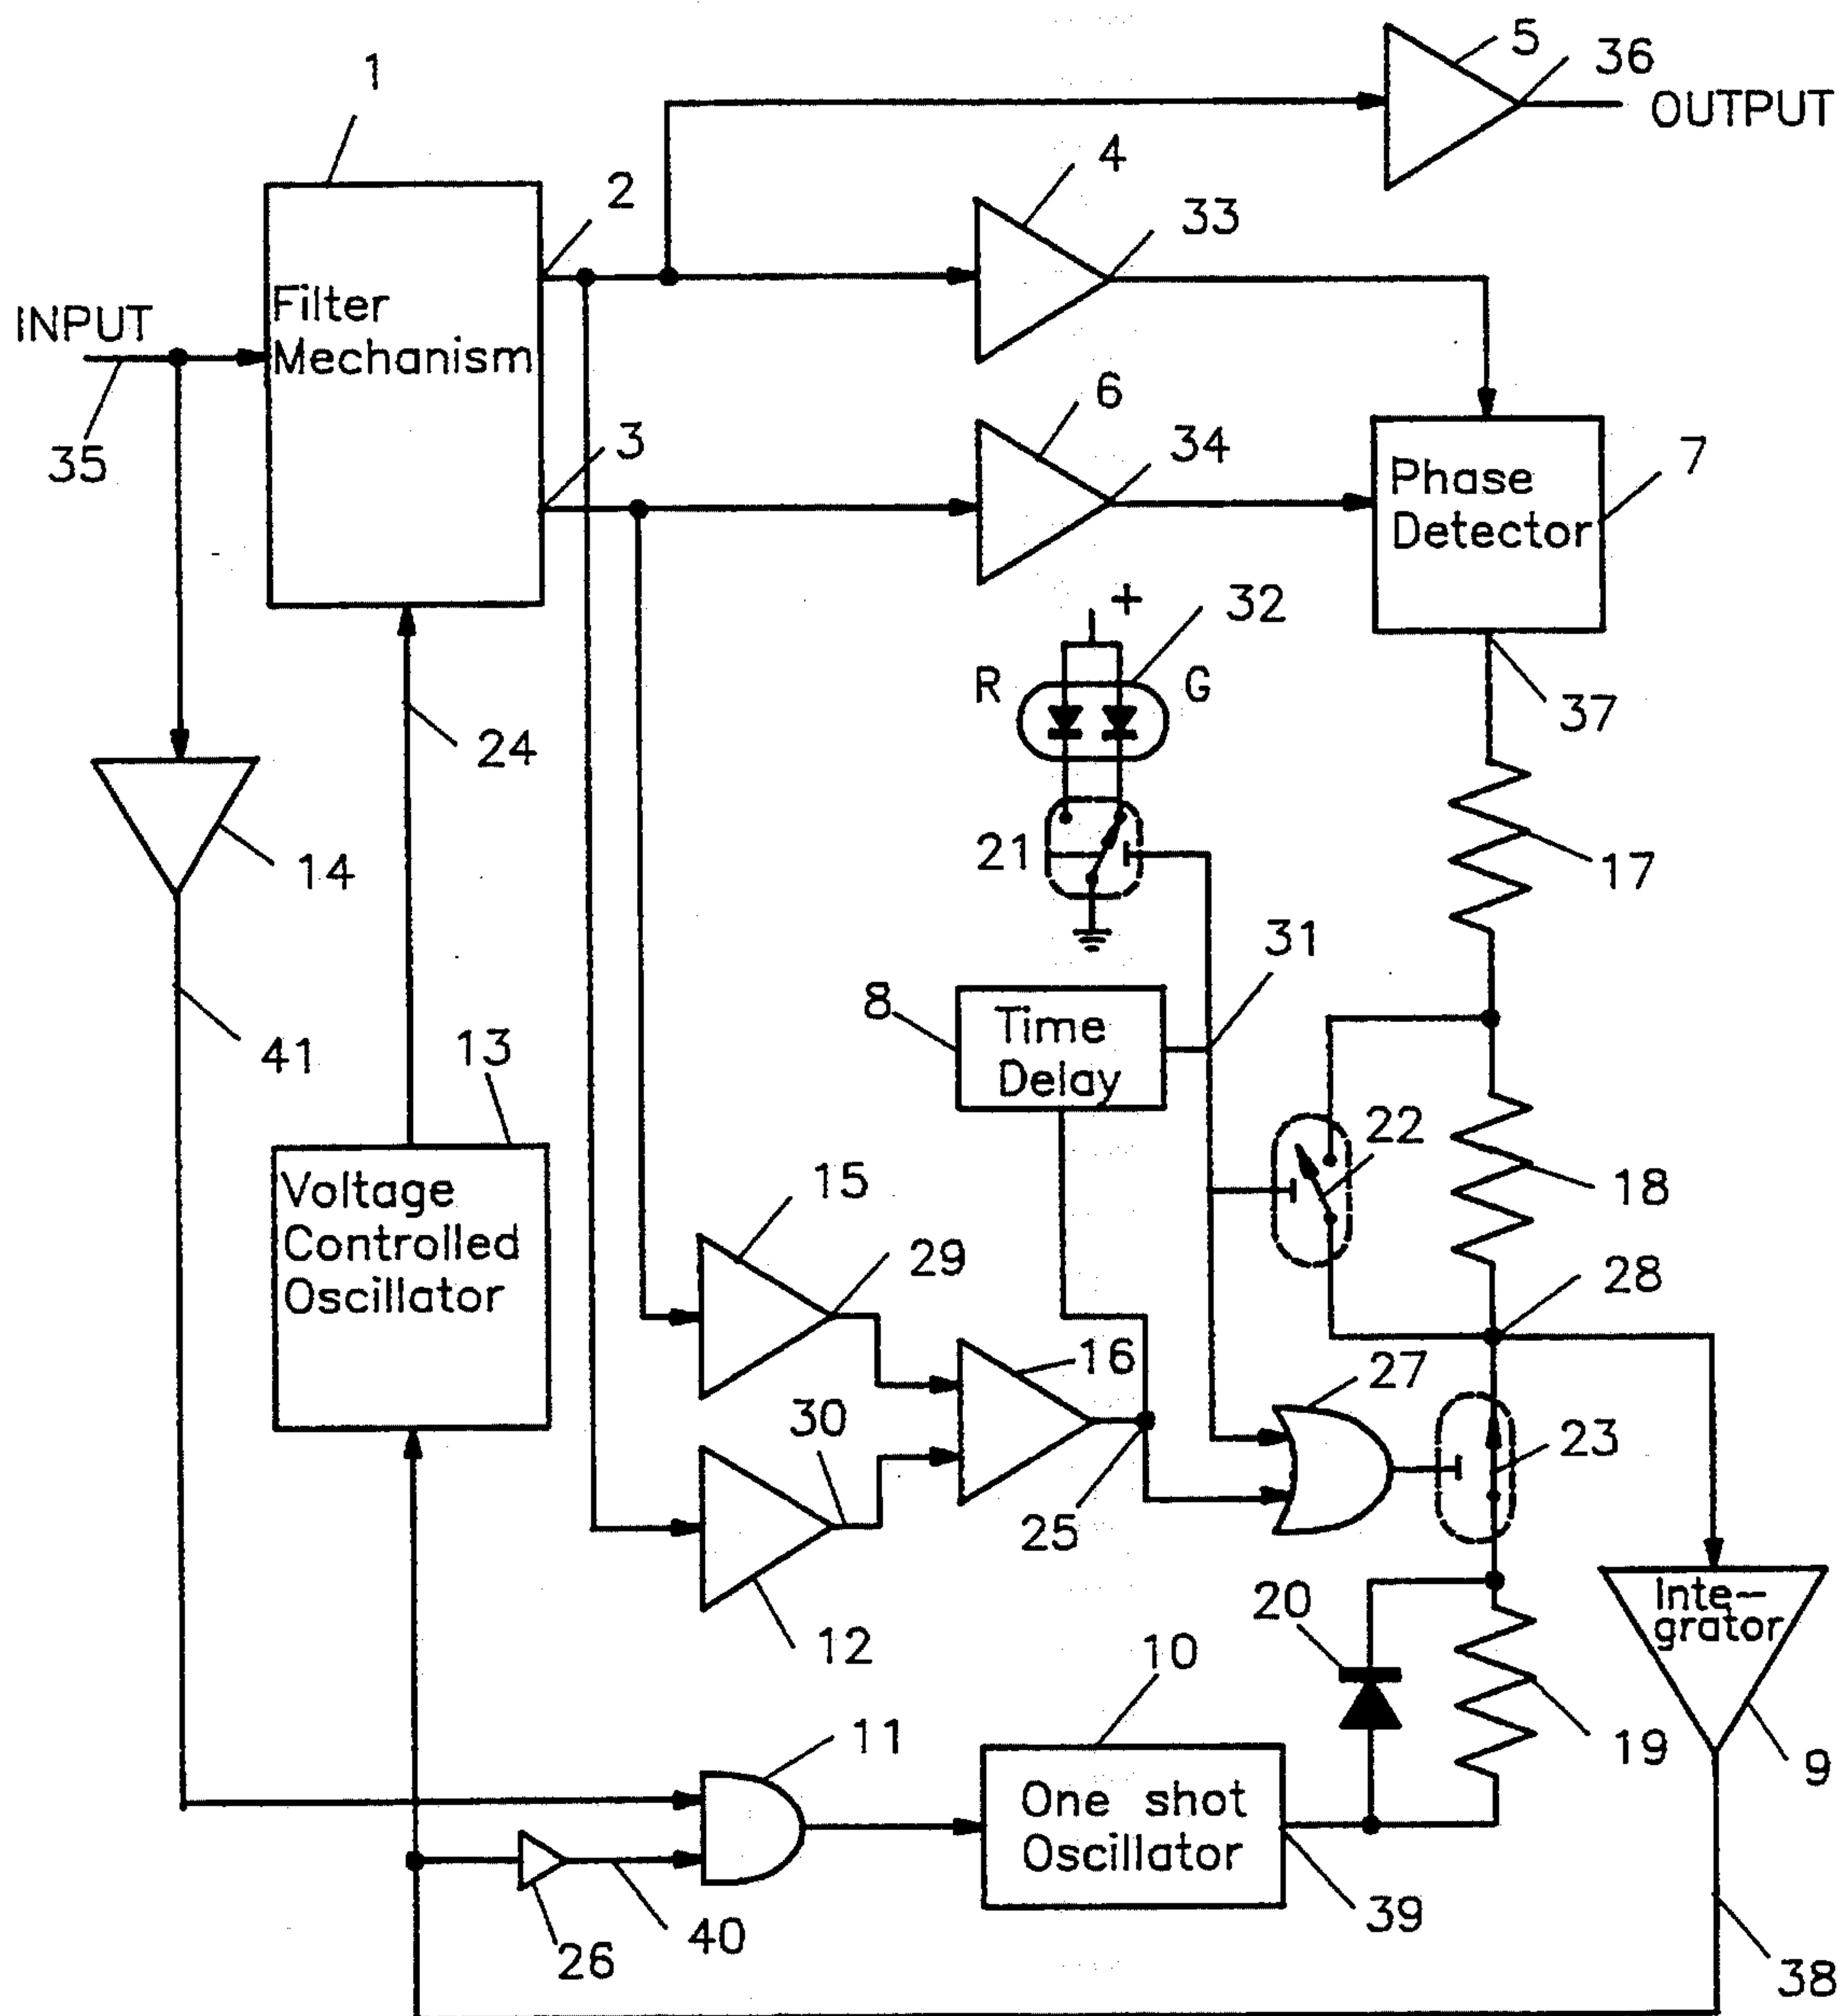 5
36
OUTPUT
1
4
2
33
INPUT
Filter
Mechanism
35
6
3
34
Phase
Detector
7
+
32
R
G
37
24
14
21
17
31
8
Time
Delay
41
13
22
15
18
Voltage
Controlled
Oscillator
29
28
16
27
30
23
25
20
Inte-
grator
12
10
11
19
9
One shot
Oscillator
40
39
26
38